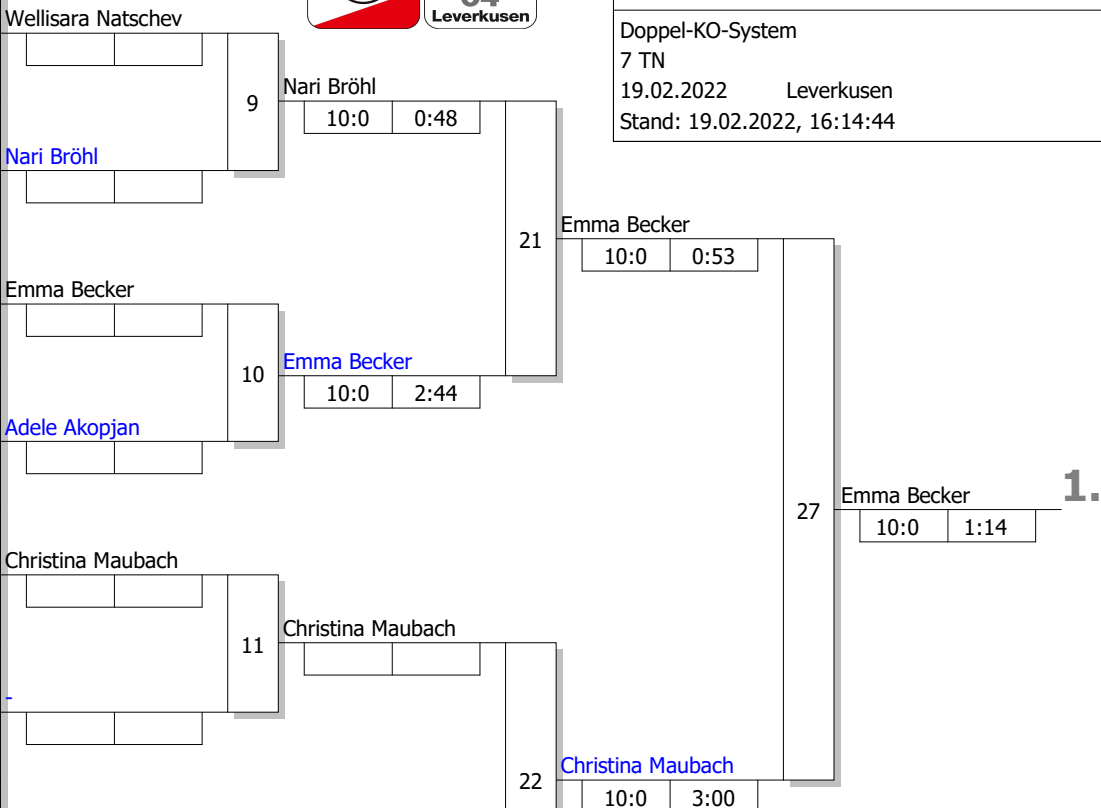 Wellisara Natschev
Leverkusen
Doppel-KO-System
7 TN
19.02.2022 Leverkusen
Stand: 19.02.2022, 16:14:44
9
Nari Bröhl
10:0 0:48
Nari Bröhl
21
Emma Becker
10:0 0:53
Emma Becker
10
Emma Becker
10:0 2:44
Adele Akopjan
27
Emma Becker
1.
10:0 1:14
Christina Maubach
11
Christina Maubach
-
22
Christina Maubach
10:0 3:00